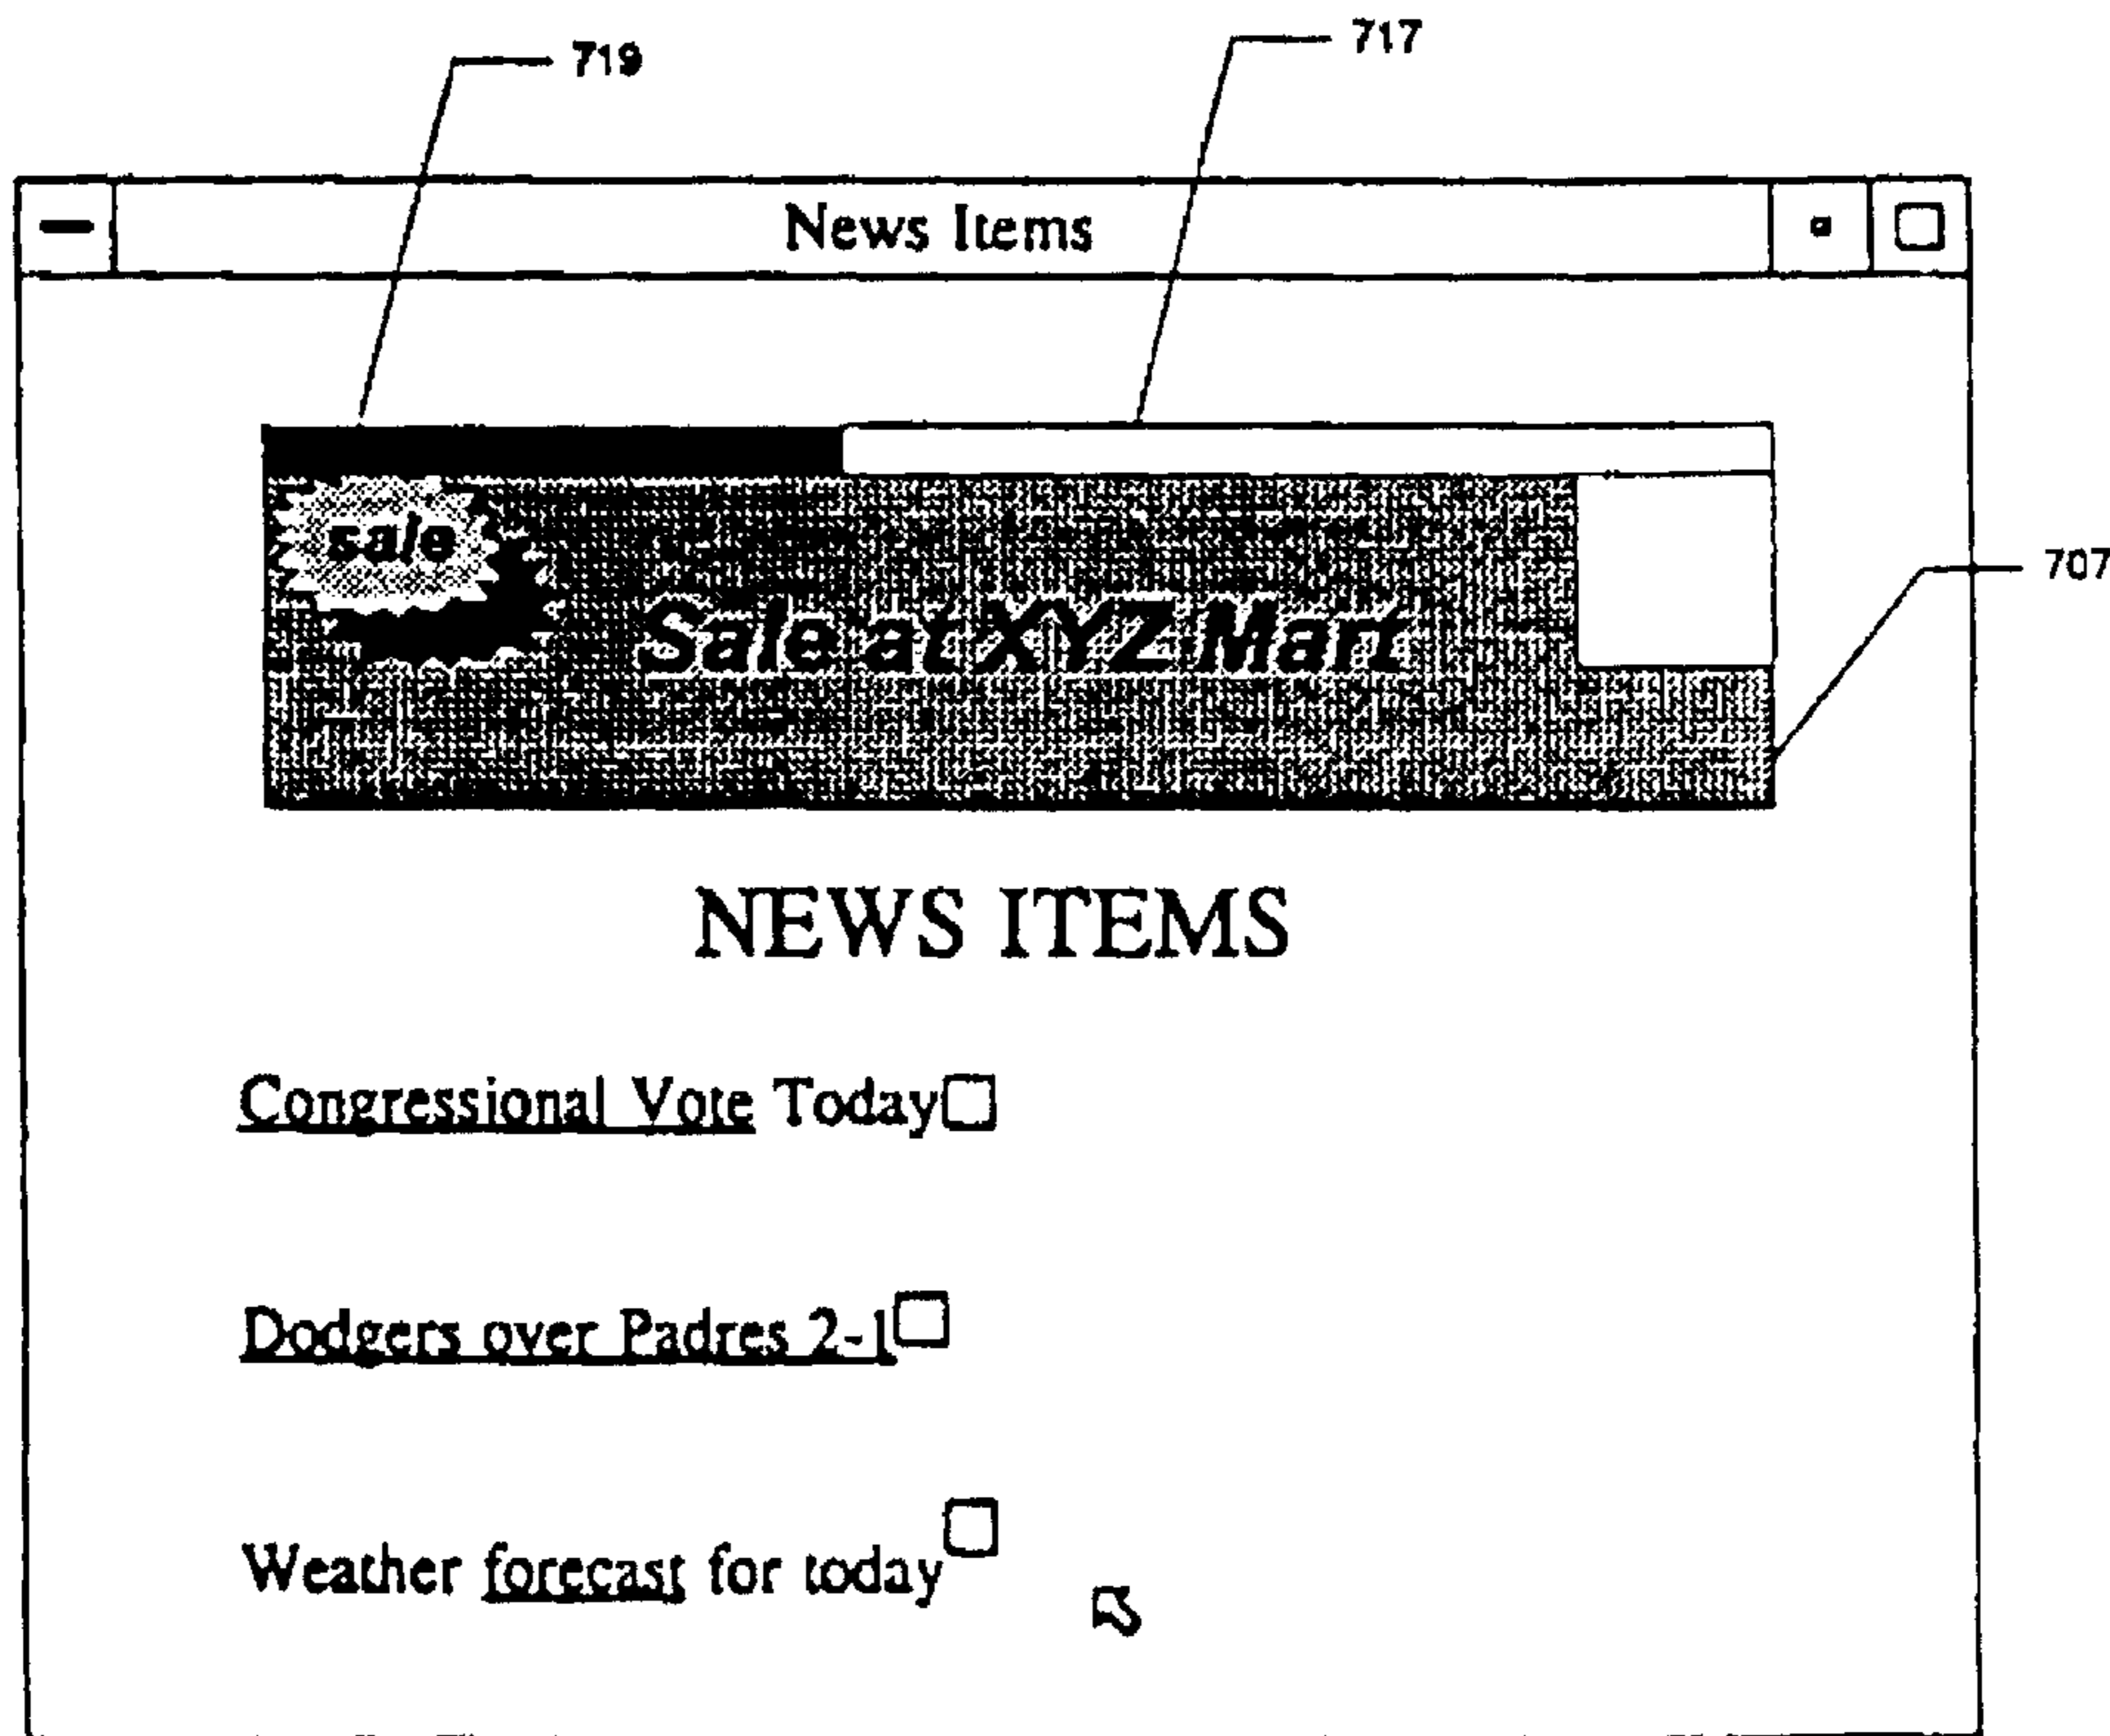 719
717
News Items
sale
707
Sale at XYZ Mart
NEWS ITEMS
Congressional Vote Today
Dodgers over Padres 2-1
Weather forecast for today